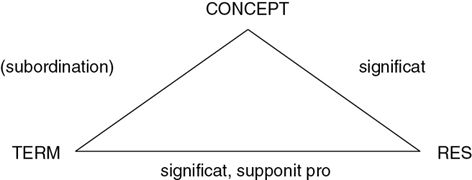 CONCEPT
(subordination)
significat
TERM
RES
significat, supponit pro